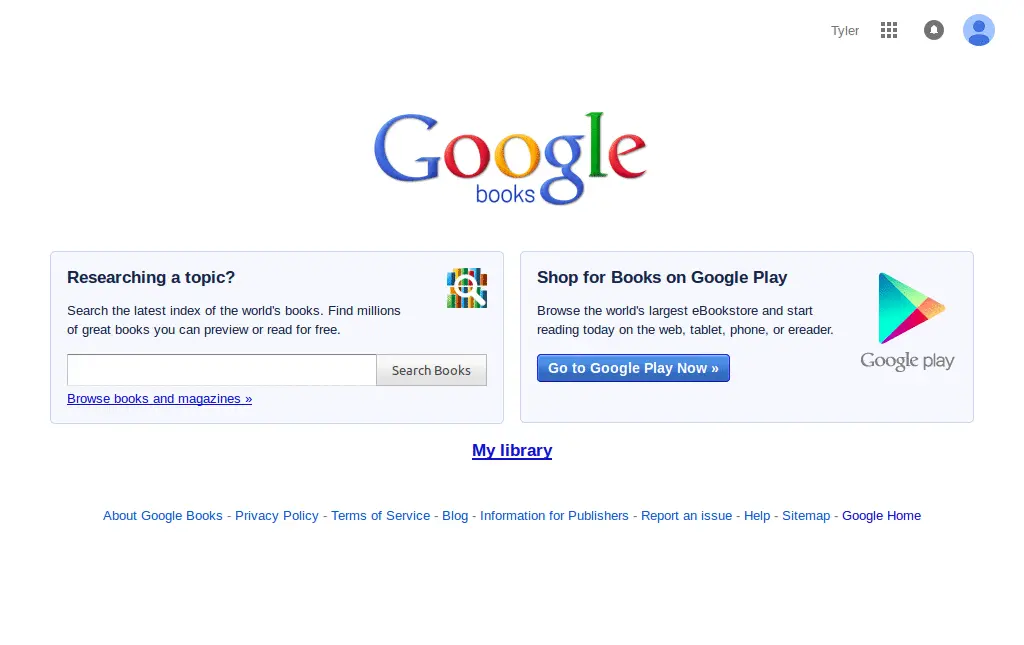 Tyler
Google
books
Researching a topic?
Search the latest index of the world's books. Find millions
of great books you can preview or read for free.
Search Books
Browse books and magazines »
Shop for Books on Google Play
Browse the world's largest eBookstore and start
reading today on the web, tablet, phone, or ereader.
Go to Google Play Now »
Google play
My library
About Google Books - Privacy Policy - Terms of Service - Blog - Information for Publishers - Report an issue - Help - Sitemap - Google Home